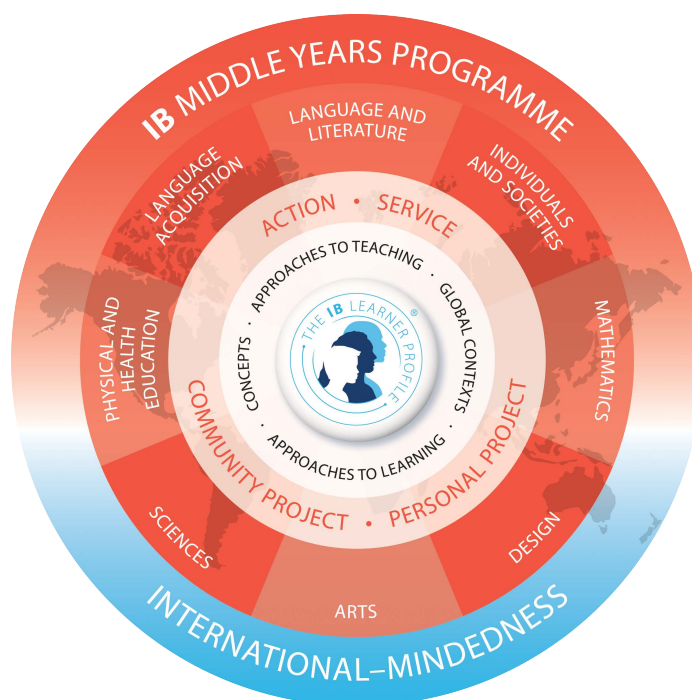 IB MIDDLE YEARS PROGRAMME
LANGUAGE AND
LITERATURE
INDIVIDUALS
AND SOCIETIES
MATHEMATICS
DESIGN
ARTS
SCIENCES
PHYSICAL AND
HEALTH
EDUCATION
LANGUAGE
ACQUISITION
ACTION • SERVICE
PERSONAL PROJECT
•
COMMUNITY PROJECT
APPROACHES TO TEACHING
·
GLOBAL CONTEXTS
·
APPROACHES TO LEARNING
·
CONCEPTS
·
• THE IB LEARNER PROFILE •
®
INTERNATIONAL–MINDEDNESS